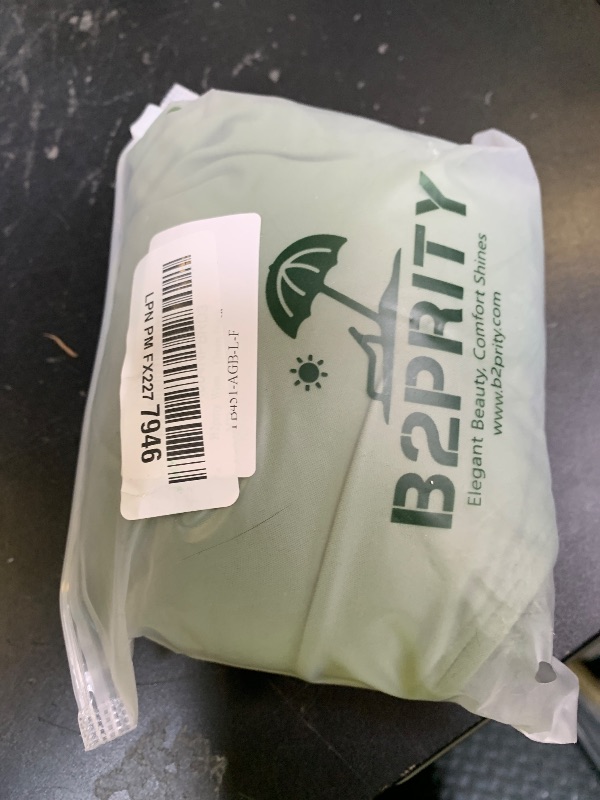 B2PRITY
Elegant Beauty, Comfort Shines
www.b2prity.com
LPN PM FX227 7946